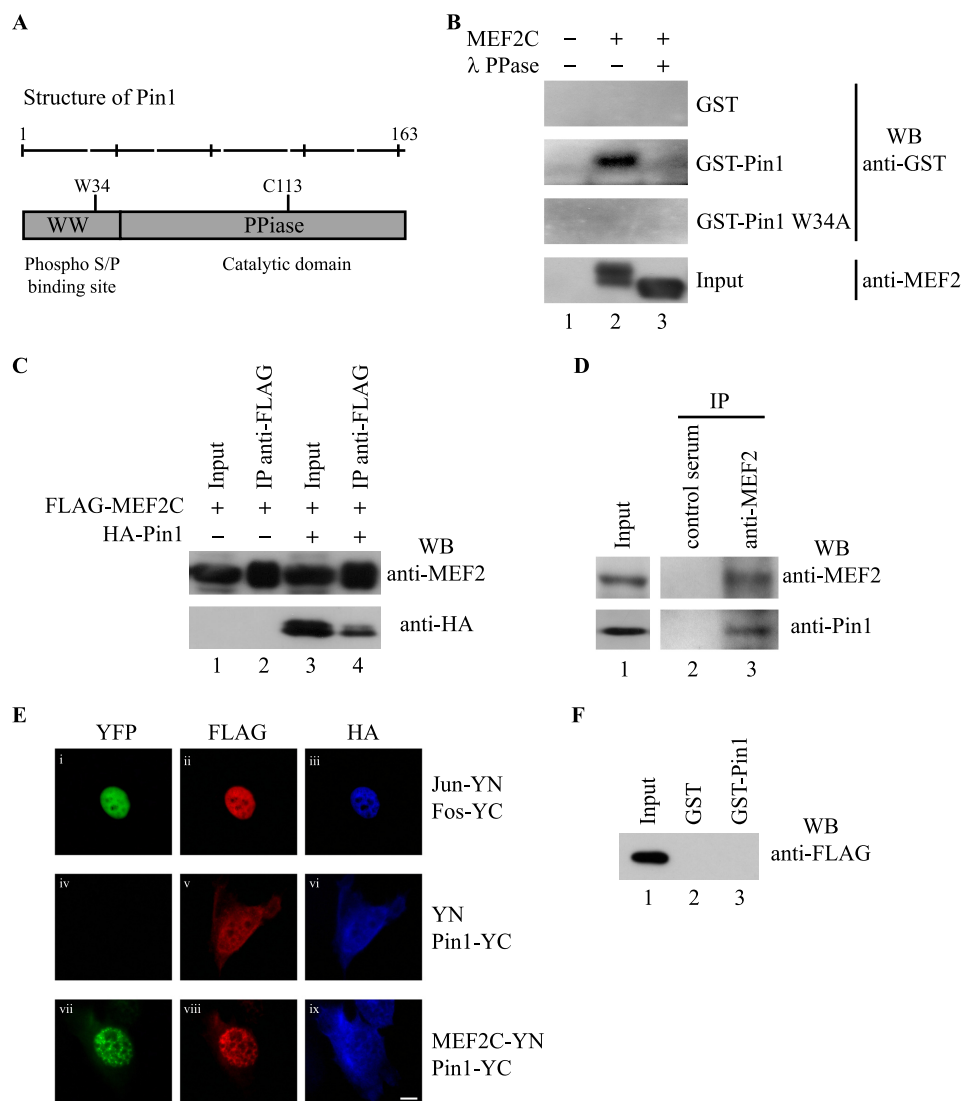 A
Structure of Pin1
1 163
W34 C113
WW PPiase
Phospho S/P
binding site
Catalytic domain
B
MEF2C – + +
λ PPase – – +
GST
GST-Pin1
GST-Pin1 W34A
WB
anti-GST
Input
anti-MEF2
1 2 3
C
Input
IP anti-FLAG
Input
IP anti-FLAG
FLAG-MEF2C + + + +
HA-Pin1 – – + +
WB
anti-MEF2
anti-HA
1 2 3 4
D
IP
Input
control serum
anti-MEF2
WB
anti-MEF2
anti-Pin1
1 2 3
E
YFP FLAG HA
i ii iii
Jun-YN
Fos-YC
iv v vi
YN
Pin1-YC
vii viii ix
MEF2C-YN
Pin1-YC
F
Input
GST
GST-Pin1
WB
anti-FLAG
1 2 3